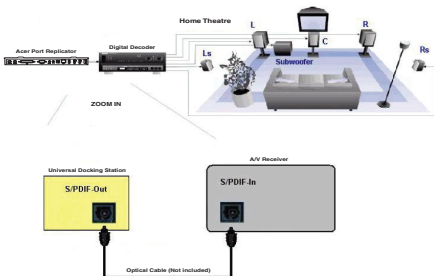 Home Theatre
L
R
C
Ls
Rs
Subwoofer
Acer Port Replicator
Digital Decoder
ZOOM IN
Universal Docking Station
A/V Receiver
S/PDIF-Out
S/PDIF-In
Optical Cable (Not included)